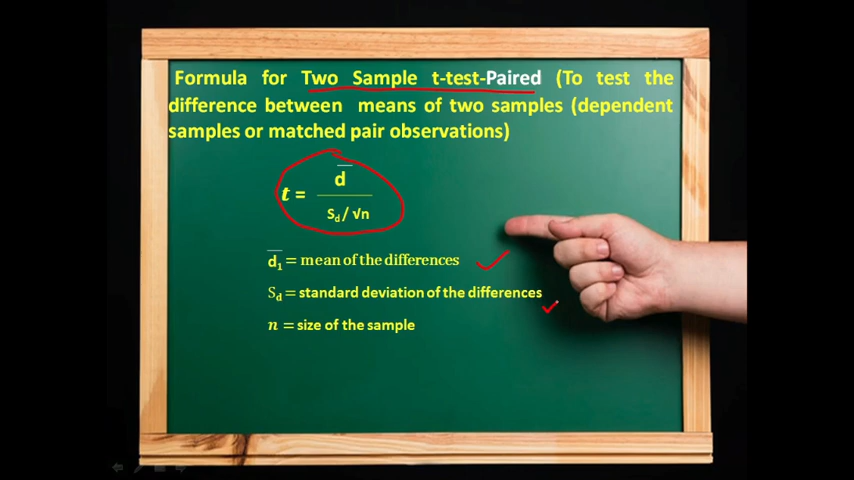 Formula for Two Sample t-test-Paired (To test the
difference between means of two samples (dependent
samples or matched pair observations)
t = d̅ / (Sd / √n)
d̅₁ = mean of the differences
Sd = standard deviation of the differences
n = size of the sample